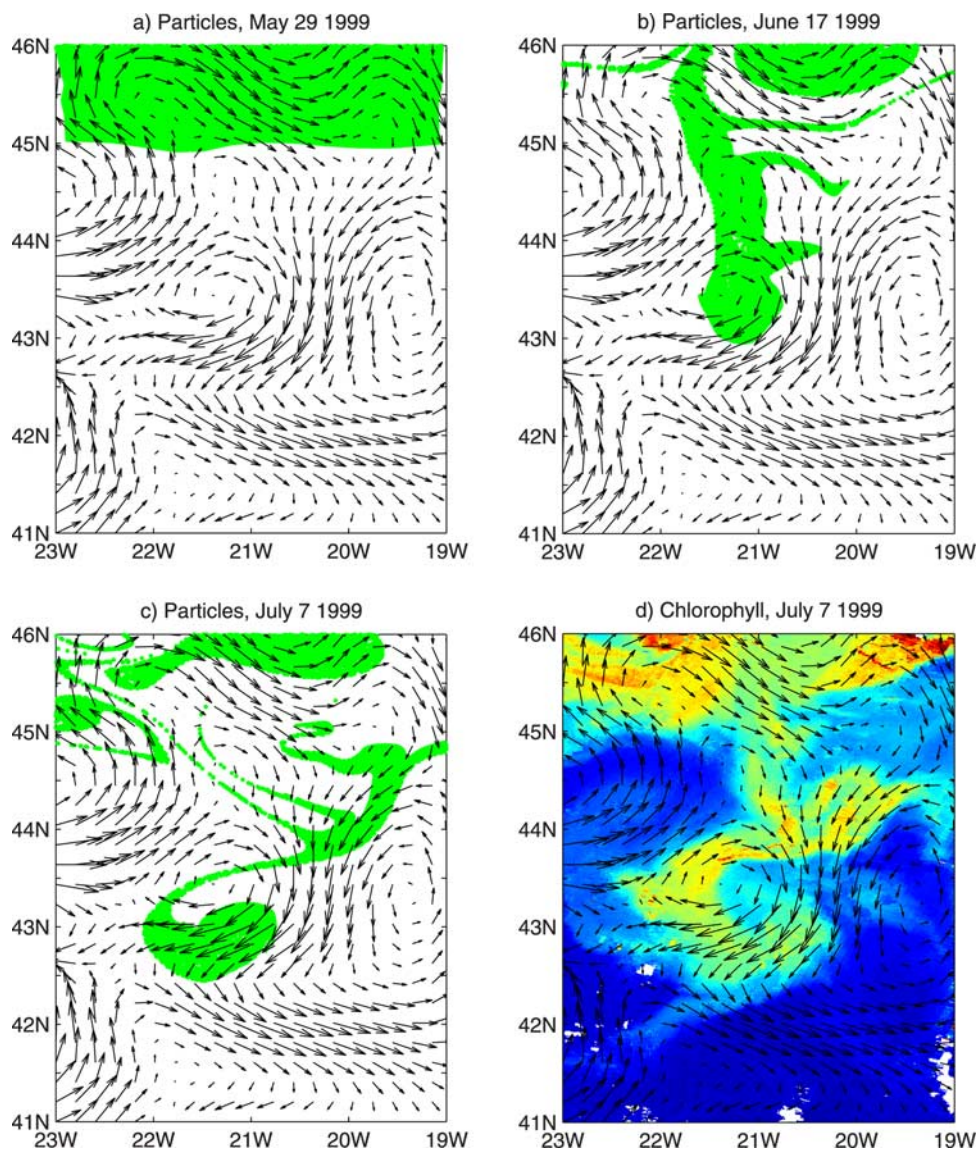 a) Particles, May 29 1999
46N
45N
44N
43N
42N
41N
23W 22W 21W 20W 19W
b) Particles, June 17 1999
46N
45N
44N
43N
42N
41N
23W 22W 21W 20W 19W
c) Particles, July 7 1999
46N
45N
44N
43N
42N
41N
23W 22W 21W 20W 19W
d) Chlorophyll, July 7 1999
46N
45N
44N
43N
42N
41N
23W 22W 21W 20W 19W